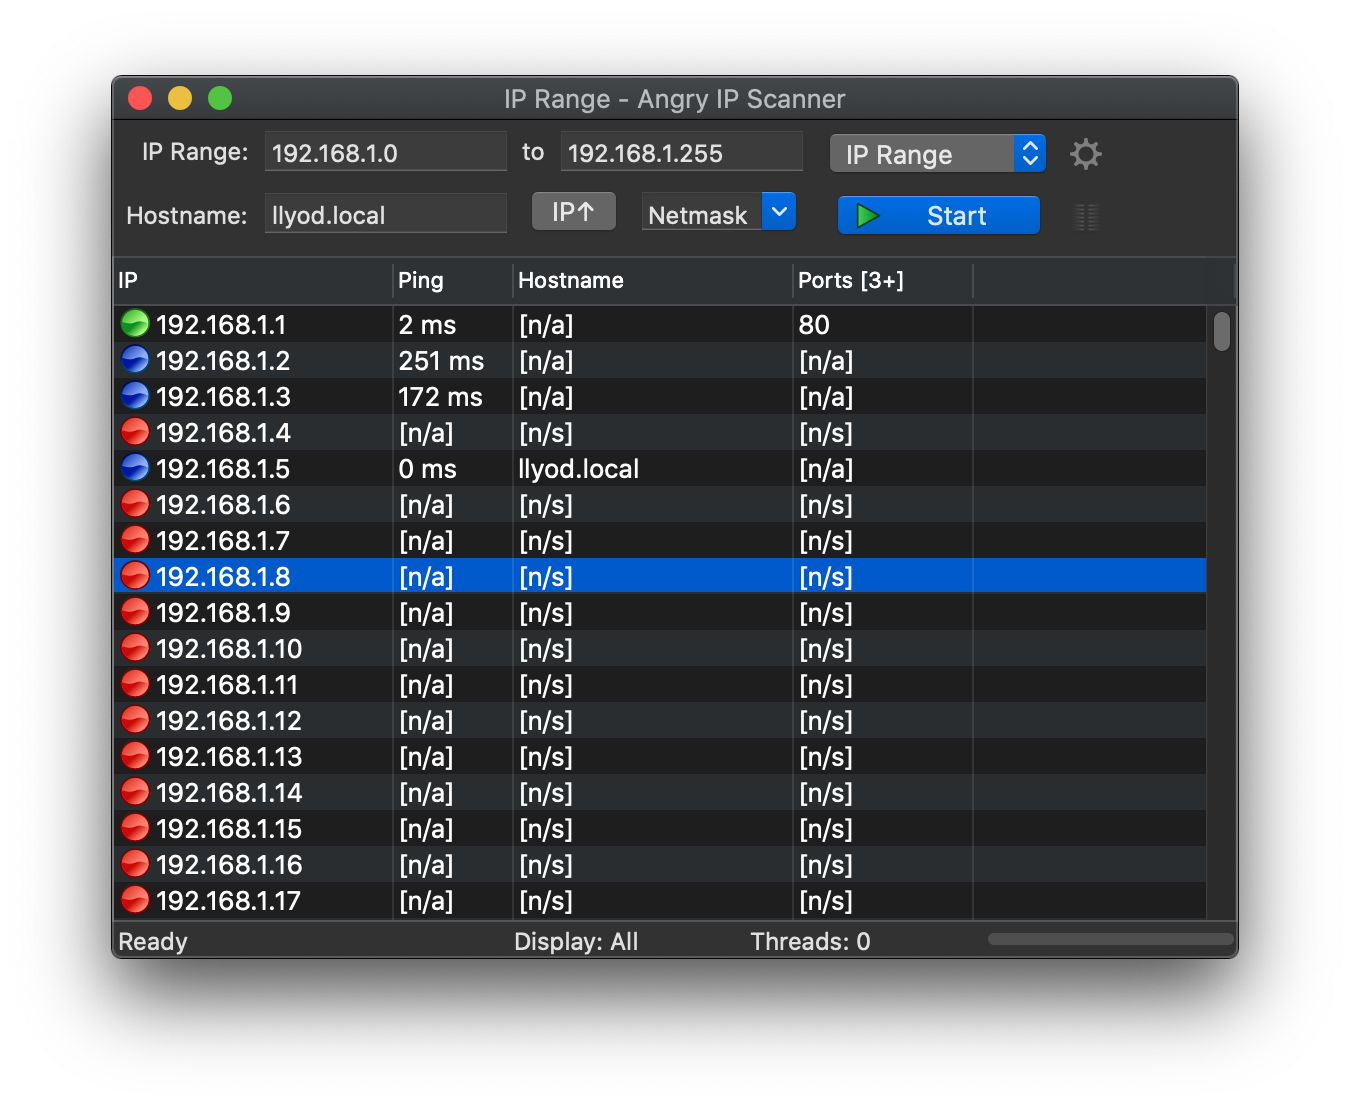 IP Range - Angry IP Scanner
IP Range: 192.168.1.0 to 192.168.1.255 IP Range
Hostname: llyod.local IP↑ Netmask Start
IP Ping Hostname Ports [3+]
192.168.1.1 2 ms [n/a] 80
192.168.1.2 251 ms [n/a] [n/a]
192.168.1.3 172 ms [n/a] [n/a]
192.168.1.4 [n/a] [n/s] [n/s]
192.168.1.5 0 ms llyod.local [n/a]
192.168.1.6 [n/a] [n/s] [n/s]
192.168.1.7 [n/a] [n/s] [n/s]
192.168.1.8 [n/a] [n/s] [n/s]
192.168.1.9 [n/a] [n/s] [n/s]
192.168.1.10 [n/a] [n/s] [n/s]
192.168.1.11 [n/a] [n/s] [n/s]
192.168.1.12 [n/a] [n/s] [n/s]
192.168.1.13 [n/a] [n/s] [n/s]
192.168.1.14 [n/a] [n/s] [n/s]
192.168.1.15 [n/a] [n/s] [n/s]
192.168.1.16 [n/a] [n/s] [n/s]
192.168.1.17 [n/a] [n/s] [n/s]
Ready Display: All Threads: 0